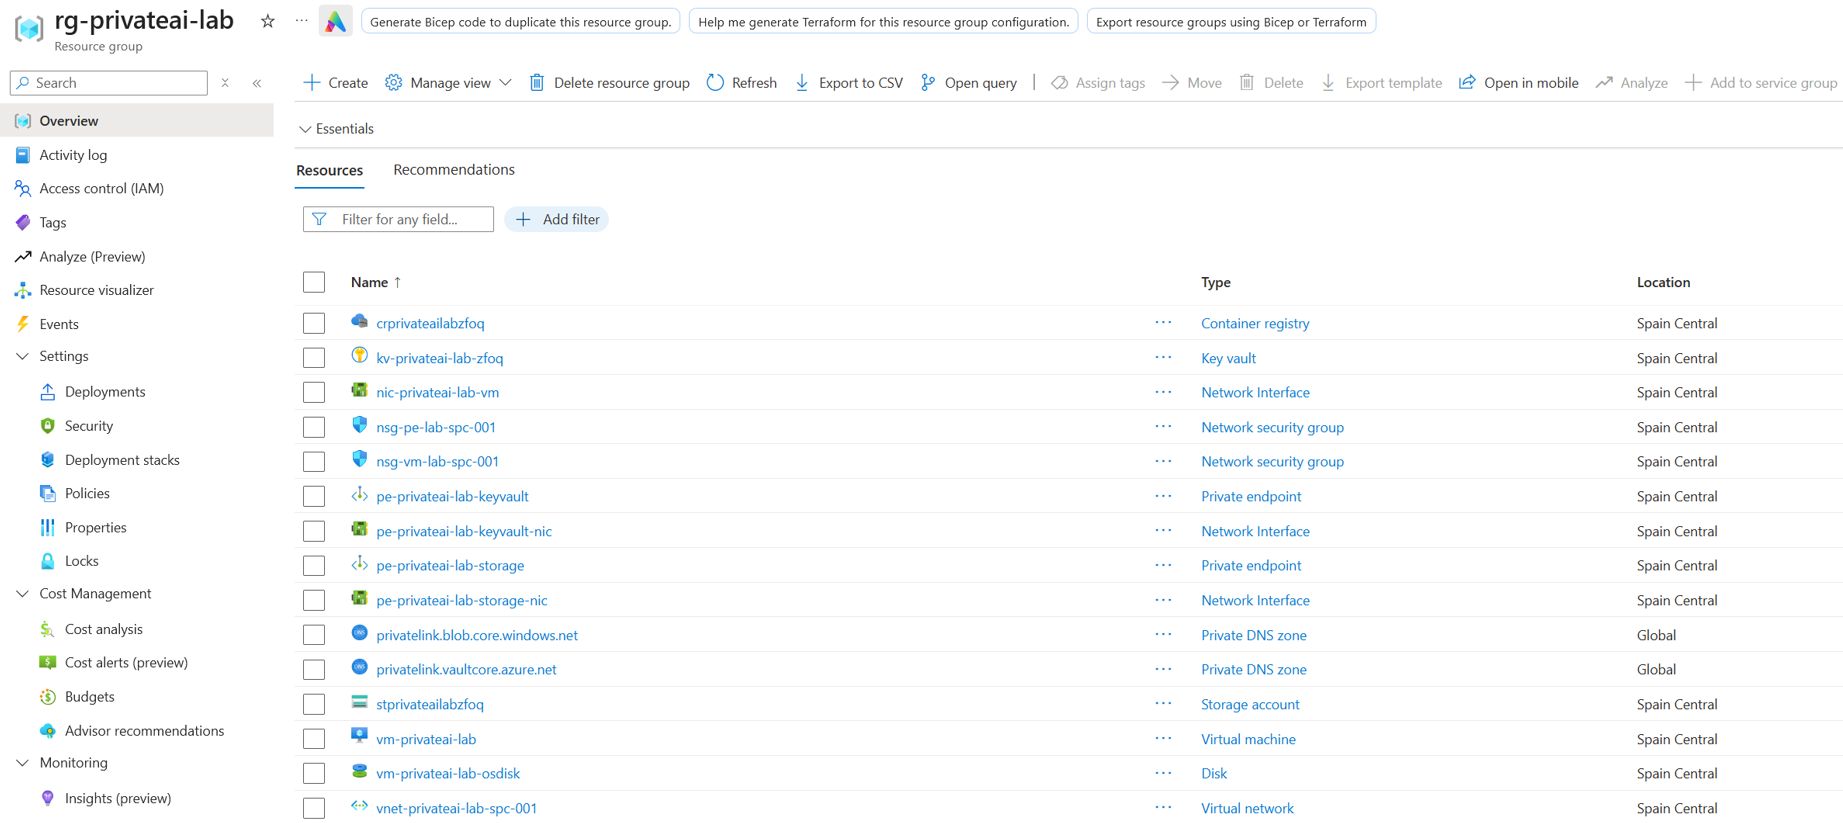 rg-privateai-lab
Resource group
Generate Bicep code to duplicate this resource group.
Help me generate Terraform for this resource group configuration.
Export resource groups using Bicep or Terraform
Search
Create
Manage view
Delete resource group
Refresh
Export to CSV
Open query
Assign tags
Move
Delete
Export template
Open in mobile
Analyze
Add to service group
Overview
Activity log
Access control (IAM)
Tags
Analyze (Preview)
Resource visualizer
Events
Settings
Deployments
Security
Deployment stacks
Policies
Properties
Locks
Cost Management
Cost analysis
Cost alerts (preview)
Budgets
Advisor recommendations
Monitoring
Insights (preview)
Essentials
Resources Recommendations
Filter for any field...
Add filter
Name ↑ Type Location
crprivateailabzfoq ... Container registry Spain Central
kv-privateai-lab-zfoq ... Key vault Spain Central
nic-privateai-lab-vm ... Network Interface Spain Central
nsg-pe-lab-spc-001 ... Network security group Spain Central
nsg-vm-lab-spc-001 ... Network security group Spain Central
pe-privateai-lab-keyvault ... Private endpoint Spain Central
pe-privateai-lab-keyvault-nic ... Network Interface Spain Central
pe-privateai-lab-storage ... Private endpoint Spain Central
pe-privateai-lab-storage-nic ... Network Interface Spain Central
privatelink.blob.core.windows.net ... Private DNS zone Global
privatelink.vaultcore.azure.net ... Private DNS zone Global
stprivateailabzfoq ... Storage account Spain Central
vm-privateai-lab ... Virtual machine Spain Central
vm-privateai-lab-osdisk ... Disk Spain Central
vnet-privateai-lab-spc-001 ... Virtual network Spain Central